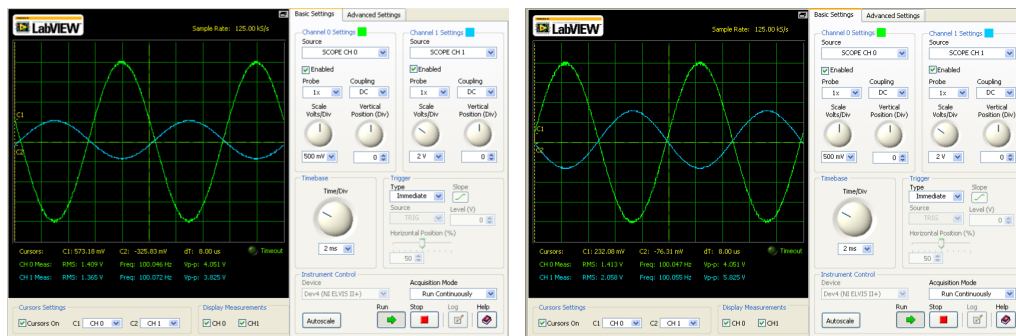 LabVIEW
Sample Rate: 125.00 kS/s
C1
C2
Cursors: C1: 573.18 mV C2: -325.83 mV dT: 8.00 us Timeout
CH 0 Meas: RMS: 1.409 V Freq: 100.046 Hz Vp-p: 4.051 V
CH 1 Meas: RMS: 1.365 V Freq: 100.072 Hz Vp-p: 3.825 V
Cursors Settings
Cursors On C1 CH 0 C2 CH 1
Display Measurements
CH0 CH1
Basic Settings Advanced Settings
Channel 0 Settings Channel 1 Settings
Source Source
SCOPE CH 0 SCOPE CH 1
Enabled Enabled
Probe Coupling Probe Coupling
1x DC 1x DC
Scale Vertical Scale Vertical
Volts/Div Position (Div) Volts/Div Position (Div)
500 mV 0 2 V 0
Timebase
Time/Div
2 ms
Trigger
Type Slope
Immediate
Source Level (V)
TRIG 0
Horizontal Position (%)
50
Instrument Control
Device Acquisition Mode
Dev4 (NI ELVIS II+) Run Continuously
Run Stop Log Help
Autoscale
LabVIEW
Sample Rate: 125.00 kS/s
C1
C2
Cursors: C1: 232.08 mV C2: -76.31 mV dT: 8.00 us Timeout
CH 0 Meas: RMS: 1.413 V Freq: 100.047 Hz Vp-p: 4.051 V
CH 1 Meas: RMS: 2.058 V Freq: 100.055 Hz Vp-p: 5.825 V
Cursors Settings
Cursors On C1 CH 0 C2 CH 1
Display Measurements
CH 0 CH 1
Basic Settings Advanced Settings
Channel 0 Settings Channel 1 Settings
Source Source
SCOPE CH 0 SCOPE CH 1
Enabled Enabled
Probe Coupling Probe Coupling
1x DC 1x DC
Scale Vertical Scale Vertical
Volts/Div Position (Div) Volts/Div Position (Div)
500 mV 0 2 V 0
Timebase
Time/Div
2 ms
Trigger
Type Slope
Immediate
Source Level (V)
TRIG 0
Horizontal Position (%)
50
Instrument Control
Device Acquisition Mode
Dev4 (NI ELVIS II+) Run Continuously
Run Stop Log Help
Autoscale